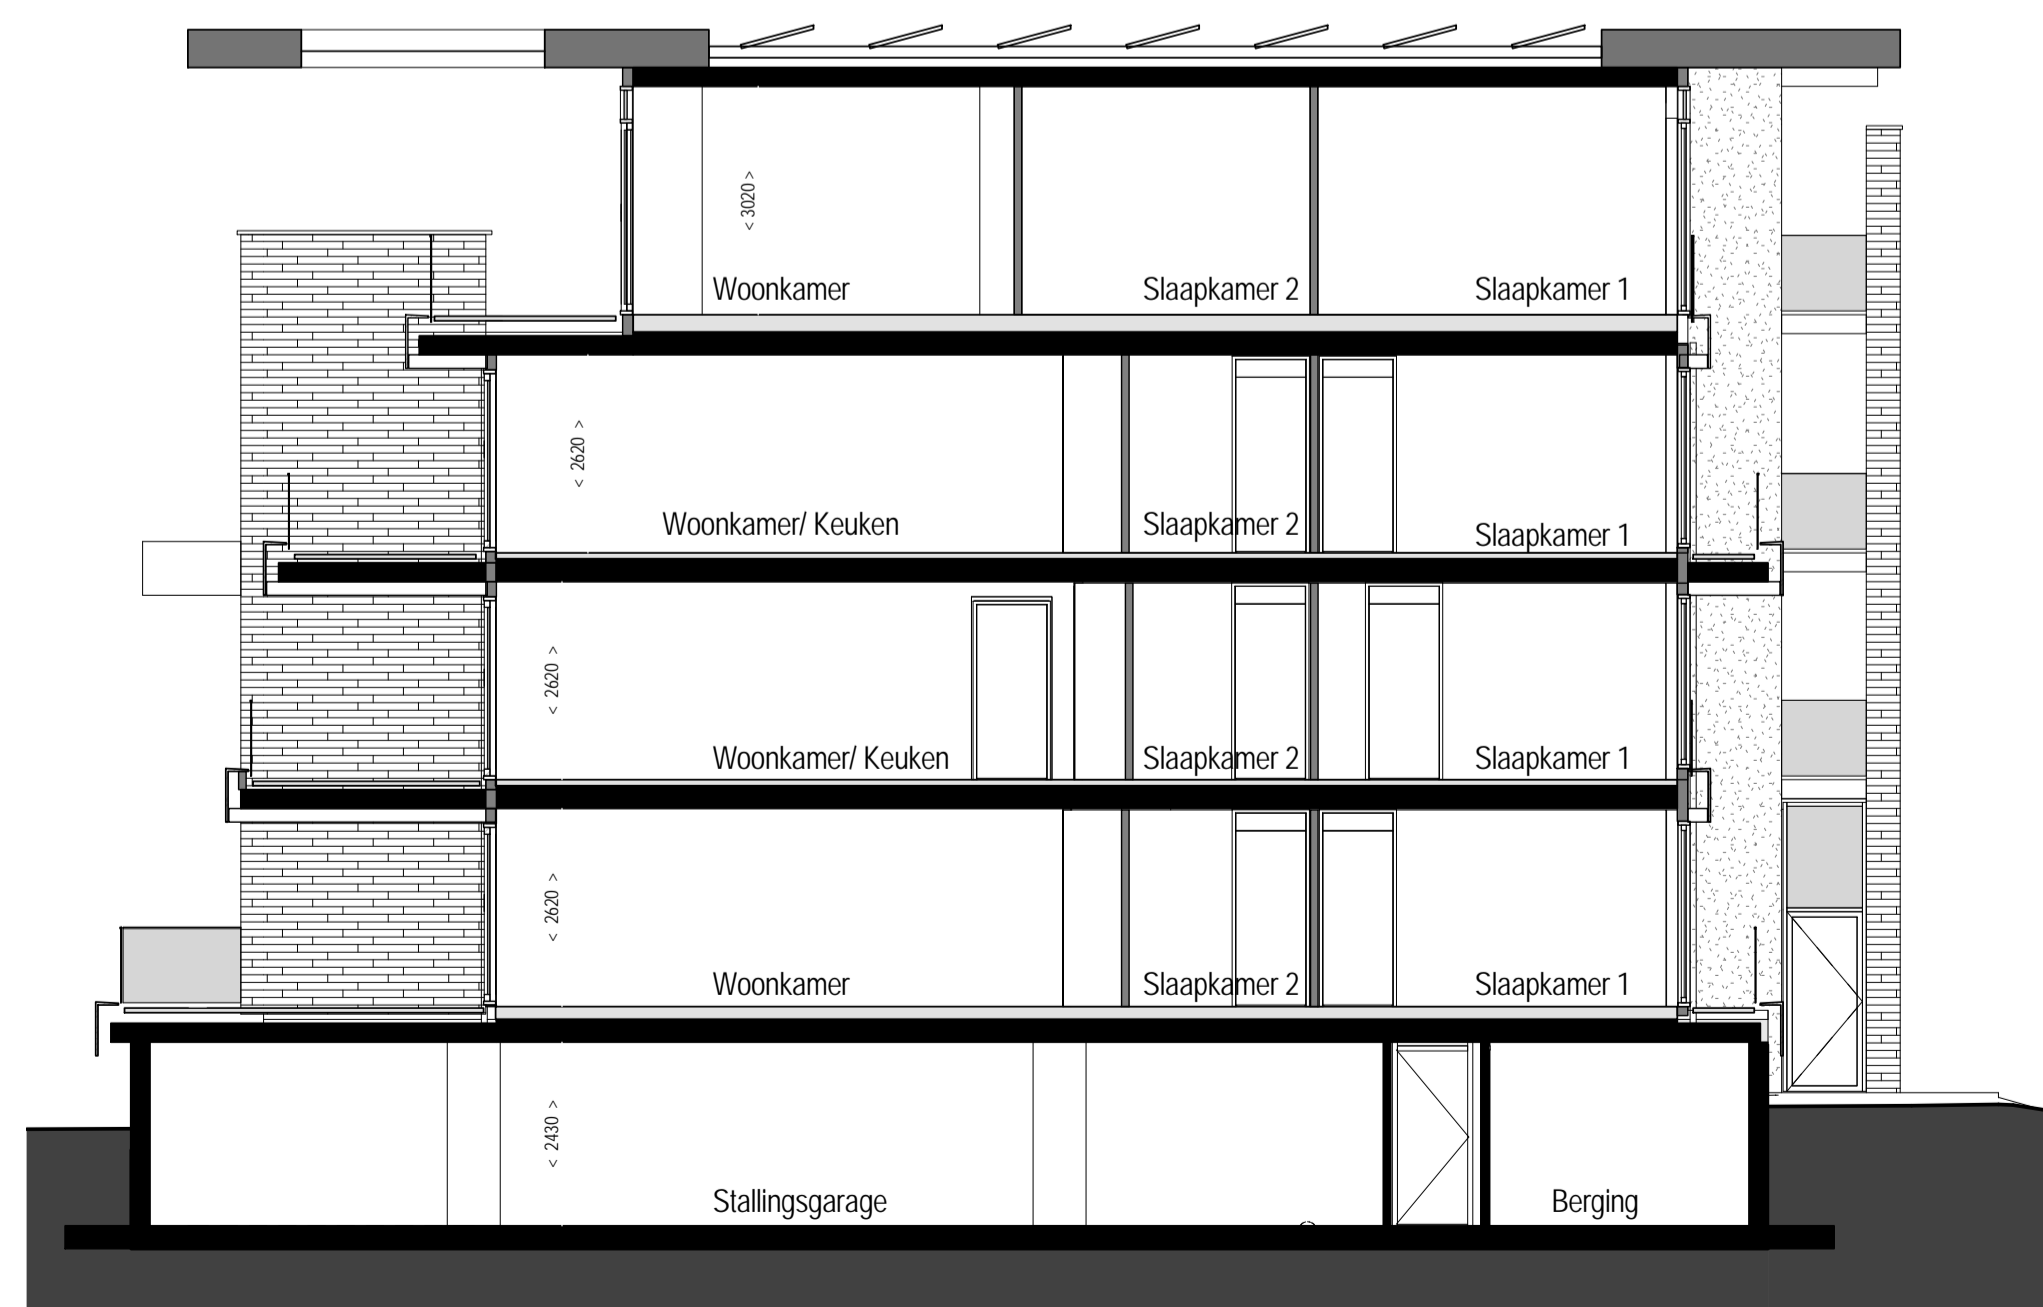 < 3020 >
Woonkamer
Slaapkamer 2
Slaapkamer 1
< 2620 >
Woonkamer/ Keuken
Slaapkamer 2
Slaapkamer 1
< 2620 >
Woonkamer/ Keuken
Slaapkamer 2
Slaapkamer 1
< 2620 >
Woonkamer
Slaapkamer 2
Slaapkamer 1
< 2430 >
Stallingsgarage
Berging